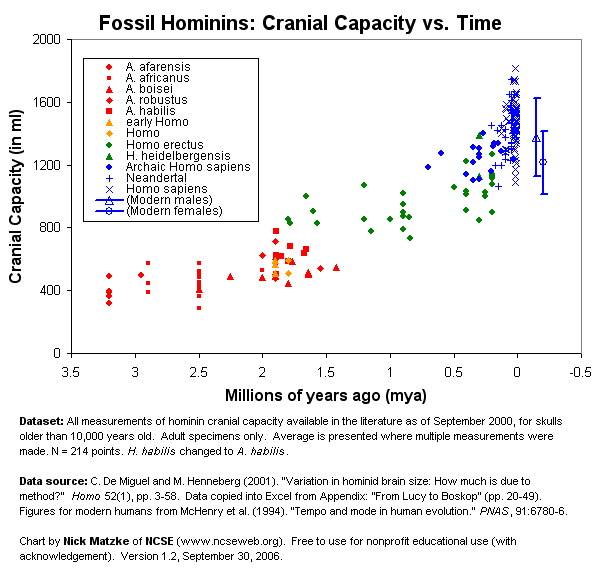 Fossil Hominins: Cranial Capacity vs. Time
2000
1600
1200
800
400
0
Cranial Capacity (in ml)
A. afarensis
A. africanus
A. boisei
A. robustus
A. habilis
early Homo
Homo
Homo erectus
H. heidelbergensis
Archaic Homo sapiens
Neandertal
Homo sapiens
(Modern males)
(Modern females)
3.5 3 2.5 2 1.5 1 0.5 0 -0.5
Millions of years ago (mya)
Dataset: All measurements of hominin cranial capacity available in the literature as of September 2000, for skulls
older than 10,000 years old. Adult specimens only. Average is presented where multiple measurements were
made. N = 214 points. H. habilis changed to A. habilis.
Data source: C. De Miguel and M. Henneberg (2001). "Variation in hominid brain size: How much is due to
method?" Homo 52(1), pp. 3-58. Data copied into Excel from Appendix: "From Lucy to Boskop" (pp. 20-49).
Figures for modern humans from McHenry et al. (1994). "Tempo and mode in human evolution." PNAS, 91:6780-6.
Chart by Nick Matzke of NCSE (www.ncseweb.org). Free to use for nonprofit educational use (with
acknowledgement). Version 1.2, September 30, 2006.